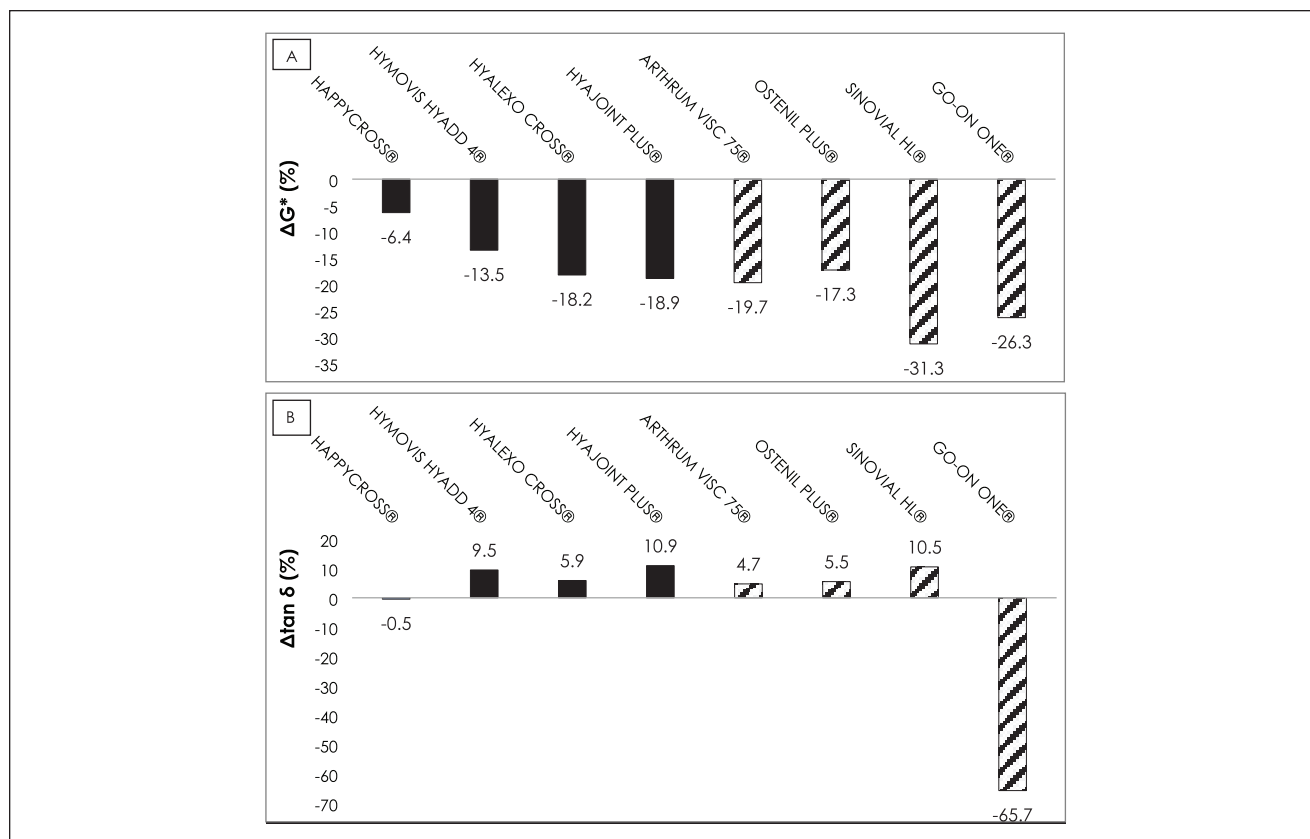 A
HAPPYCROSS®
HYMOVIS HYADD 4®
HYALEXO CROSS®
HYAJOINT PLUS®
ARTHRUM VISC 75®
OSTENIL PLUS®
SINOVIAL HL®
GO-ON ONE®
ΔG* (%)
0
-5
-10
-15
-20
-25
-30
-35
-6.4
-13.5
-18.2
-18.9
-19.7
-17.3
-31.3
-26.3
B
HAPPYCROSS®
HYMOVIS HYADD 4®
HYALEXO CROSS®
HYAJOINT PLUS®
ARTHRUM VISC 75®
OSTENIL PLUS®
SINOVIAL HL®
GO-ON ONE®
Δtan δ (%)
20
10
0
-10
-20
-30
-40
-50
-60
-70
-0.5
9.5
5.9
10.9
4.7
5.5
10.5
-65.7